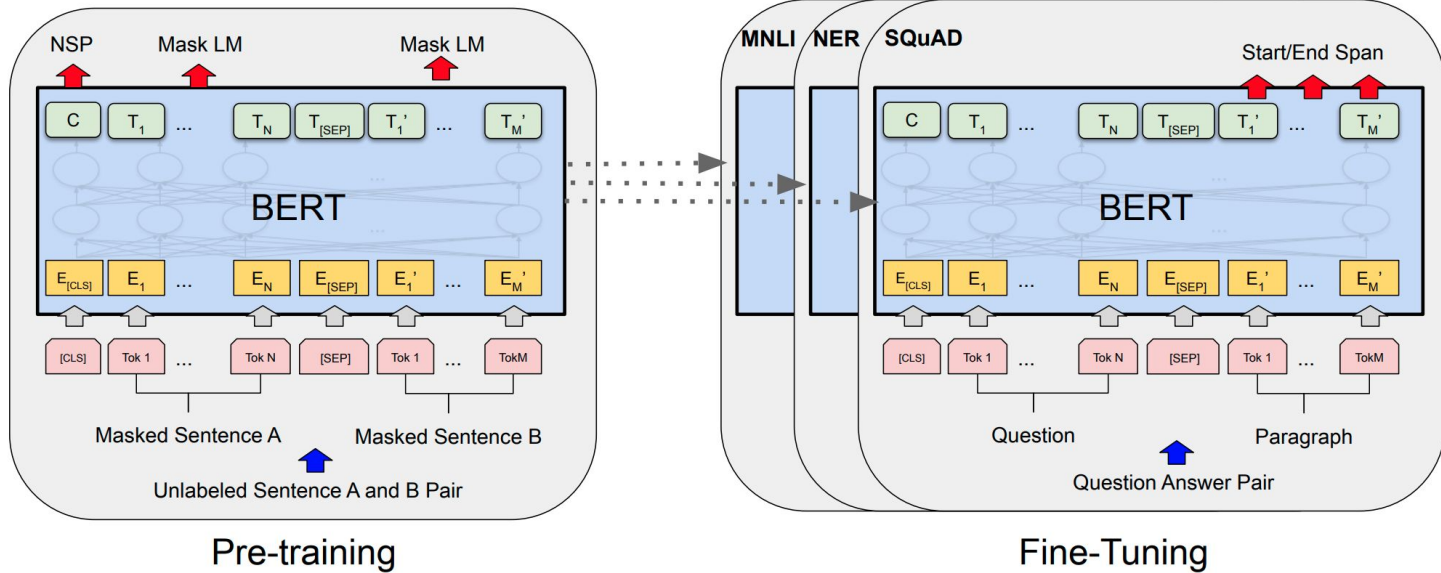 NSP Mask LM Mask LM
C T1 ... TN T[SEP] T1' ... TM'
...
...
BERT
E[CLS] E1 ... EN E[SEP] E1' ... EM'
[CLS] Tok 1 ... Tok N [SEP] Tok 1 ... TokM
Masked Sentence A Masked Sentence B
Unlabeled Sentence A and B Pair
Pre-training
MNLI NER SQuAD
Start/End Span
C T1 ... TN T[SEP] T1' ... TM'
...
...
BERT
E[CLS] E1 ... EN E[SEP] E1' ... EM'
[CLS] Tok 1 ... Tok N [SEP] Tok 1 ... TokM
Question Paragraph
Question Answer Pair
Fine-Tuning